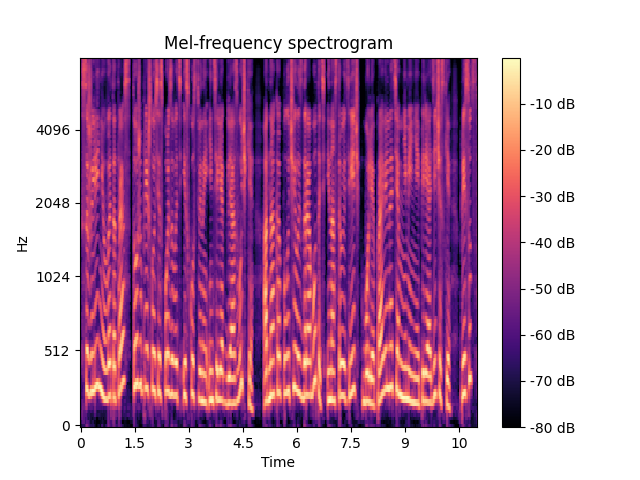 Mel-frequency spectrogram
Hz
4096
2048
1024
512
0
0 1.5 3 4.5 6 7.5 9 10
Time
-10 dB
-20 dB
-30 dB
-40 dB
-50 dB
-60 dB
-70 dB
-80 dB